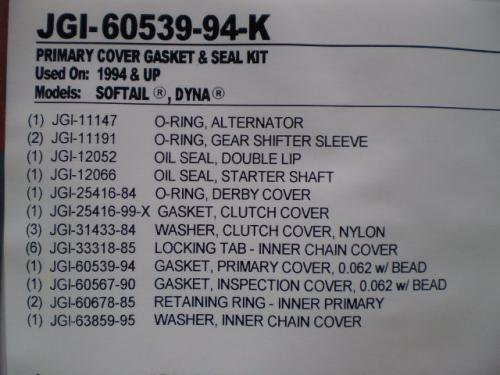 JGI-60539-94-K
PRIMARY COVER GASKET & SEAL KIT
Used On: 1994 & UP
Models: SOFTAIL ®, DYNA ®
(1) JGI-11147 O-RING, ALTERNATOR
(2) JGI-11191 O-RING, GEAR SHIFTER SLEEVE
(1) JGI-12052 OIL SEAL, DOUBLE LIP
(1) JGI-12066 OIL SEAL, STARTER SHAFT
(1) JGI-25416-84 O-RING, DERBY COVER
(1) JGI-25416-99-X GASKET, CLUTCH COVER
(3) JGI-31433-84 WASHER, CLUTCH COVER, NYLON
(6) JGI-33318-85 LOCKING TAB - INNER CHAIN COVER
(1) JGI-60539-94 GASKET, PRIMARY COVER, 0.062 w/ BEAD
(1) JGI-60567-90 GASKET, INSPECTION COVER, 0.062 w/ BEAD
(2) JGI-60678-85 RETAINING RING - INNER PRIMARY
(1) JGI-63859-95 WASHER, INNER CHAIN COVER